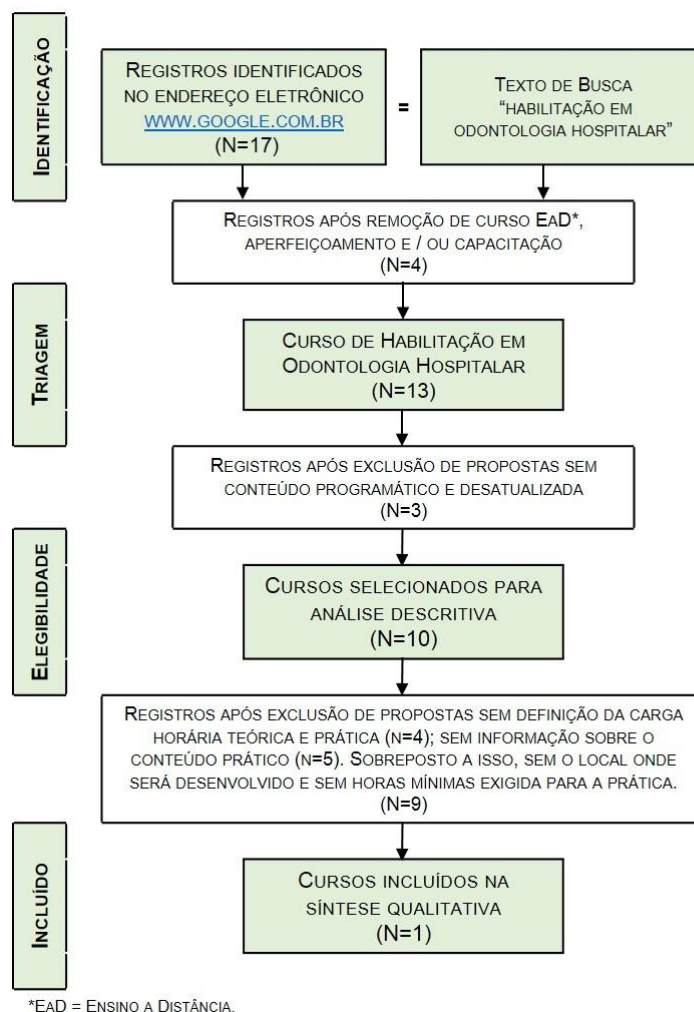 IDENTIFICAÇÃO
REGISTROS IDENTIFICADOS
NO ENDEREÇO ELETRÔNICO
WWW.GOOGLE.COM.BR
(N=17)
=
TEXTO DE BUSCA
“HABILITAÇÃO EM
ODONTOLOGIA HOSPITALAR”
REGISTROS APÓS REMOÇÃO DE CURSO EAD*,
APERFEIÇOAMENTO E / OU CAPACITAÇÃO
(N=4)
TRIAGEM
CURSO DE HABILITAÇÃO EM
ODONTOLOGIA HOSPITALAR
(N=13)
REGISTROS APÓS EXCLUSÃO DE PROPOSTAS SEM
CONTEÚDO PROGRAMÁTICO E DESATUALIZADA
(N=3)
ELEGIBILIDADE
CURSOS SELECIONADOS PARA
ANÁLISE DESCRITIVA
(N=10)
REGISTROS APÓS EXCLUSÃO DE PROPOSTAS SEM DEFINIÇÃO DA CARGA
HORÁRIA TEÓRICA E PRÁTICA (N=4); SEM INFORMAÇÃO SOBRE O
CONTEÚDO PRÁTICO (N=5). SOBREPOSTO A ISSO, SEM O LOCAL ONDE
SERÁ DESENVOLVIDO E SEM HORAS MÍNIMAS EXIGIDA PARA A PRÁTICA.
(N=9)
INCLUÍDO
CURSOS INCLUÍDOS NA
SÍNTESE QUALITATIVA
(N=1)
*EAD = ENSINO A DISTÂNCIA.